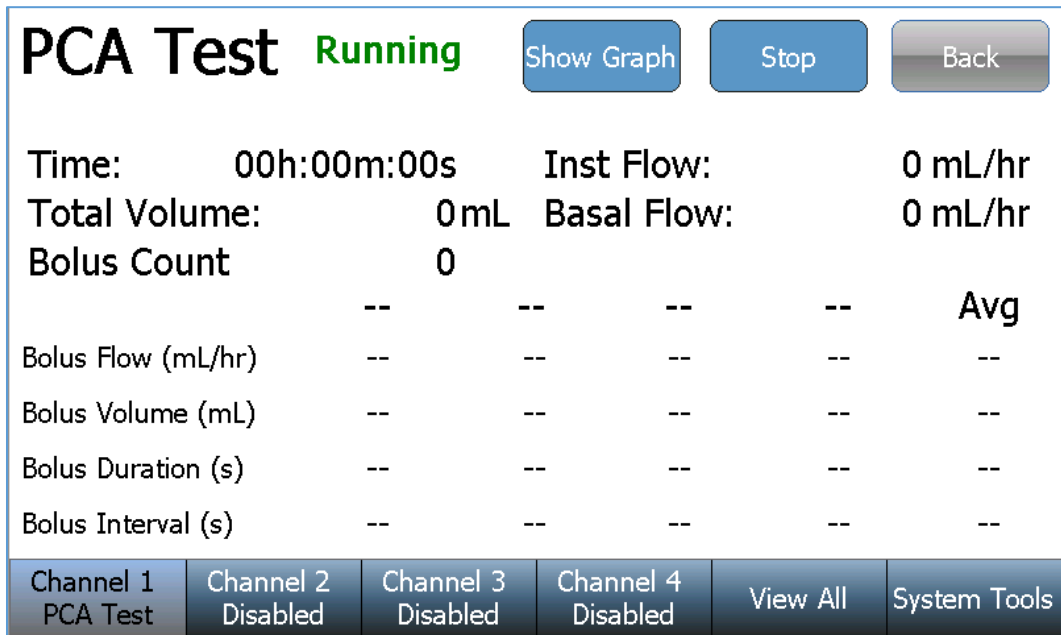 PCA Test Running Show Graph Stop Back
Time: 00h:00m:00s Inst Flow: 0 mL/hr
Total Volume: 0 mL Basal Flow: 0 mL/hr
Bolus Count 0
-- -- -- -- Avg
Bolus Flow (mL/hr) -- -- -- -- --
Bolus Volume (mL) -- -- -- -- --
Bolus Duration (s) -- -- -- -- --
Bolus Interval (s) -- -- -- -- --
Channel 1 Channel 2 Channel 3 Channel 4 View All System Tools
PCA Test Disabled Disabled Disabled